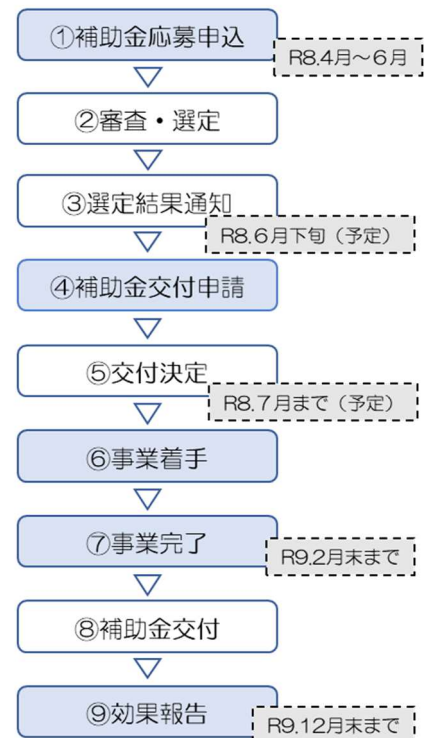 ①補助金応募申込
R8.4月～6月
②審査・選定
③選定結果通知
R8.6月下旬（予定）
④補助金交付申請
⑤交付決定
R8.7月まで（予定）
⑥事業着手
⑦事業完了
R9.2月末まで
⑧補助金交付
⑨効果報告
R9.12月末まで